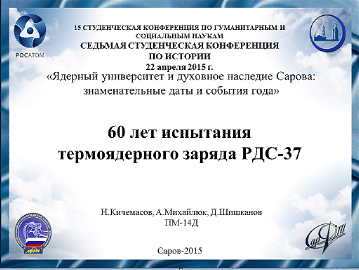 РОСАТОМ
15 СТУДЕНЧЕСКАЯ КОНФЕРЕНЦИЯ ПО ГУМАНИТАРНЫМ И
СОЦИАЛЬНЫМ НАУКАМ
СЕДЬМАЯ СТУДЕНЧЕСКАЯ КОНФЕРЕНЦИЯ
ПО ИСТОРИИ
22 апреля 2015 г.
«Ядерный университет и духовное наследие Сарова:
знаменательные даты и события года»
60 лет испытания
термоядерного заряда РДС-37
Н.Кичемасов, А.Михайлюк, Д.Шишканов
ПМ-14Д
Саров-2015